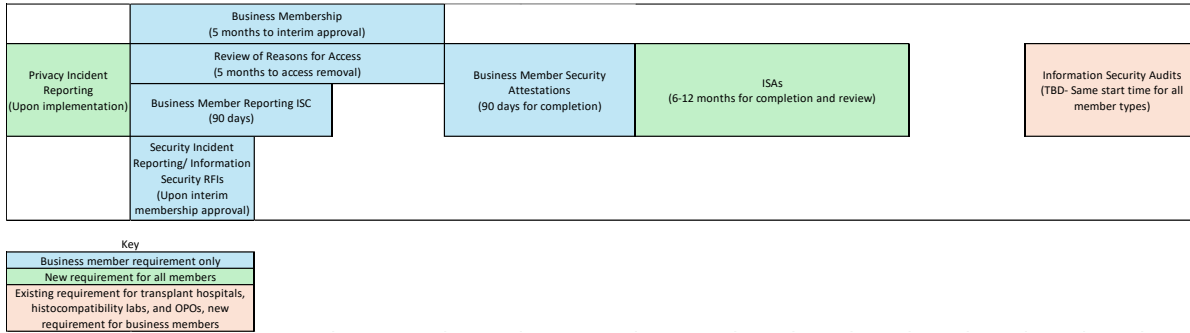 Business Membership
(5 months to interim approval)
Privacy Incident
Reporting
(Upon implementation)
Review of Reasons for Access
(5 months to access removal)
Business Member Reporting ISC
(90 days)
Security Incident
Reporting/ Information
Security RFIs
(Upon interim
membership approval)
Business Member Security
Attestations
(90 days for completion)
ISAs
(6-12 months for completion and review)
Information Security Audits
(TBD- Same start time for all
member types)
Key
Business member requirement only
New requirement for all members
Existing requirement for transplant hospitals,
histocompatibility labs, and OPOs, new
requirement for business members